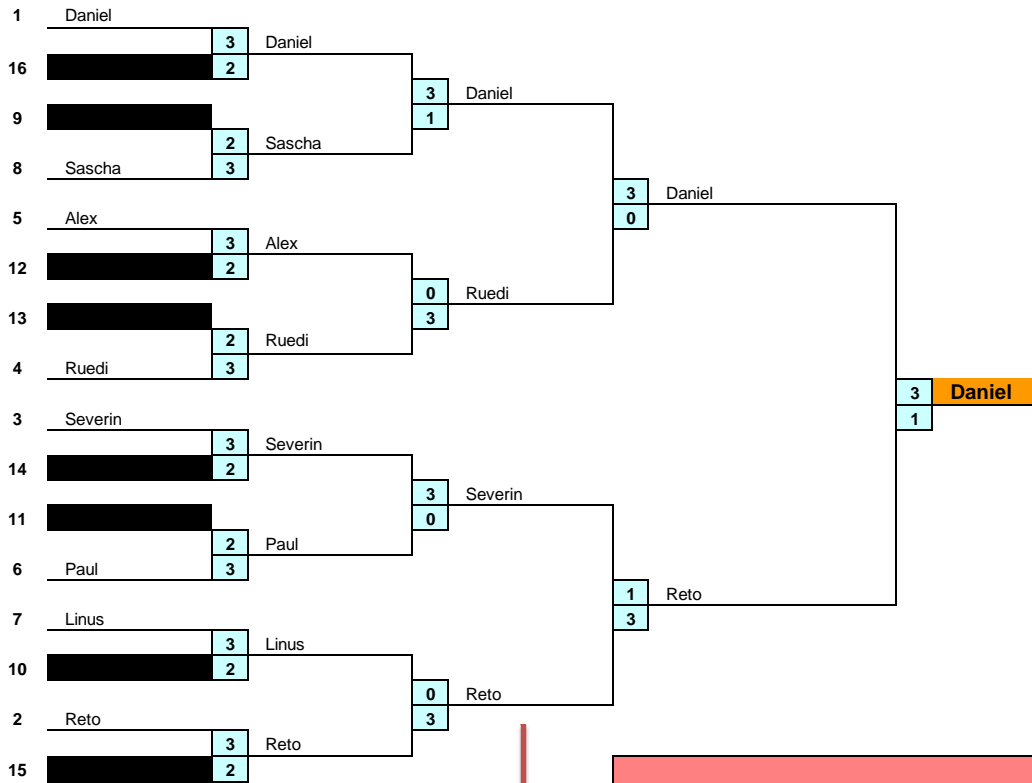 1 Daniel
3 Daniel
16 2
3 Daniel
9 1
2 Sascha
8 Sascha 3
3 Daniel
5 Alex 0
3 Alex
12 2
0 Ruedi
13 3
2 Ruedi
4 Ruedi 3
3 Daniel
3 Severin 1
3 Severin
14 2
3 Severin
11 0
2 Paul
6 Paul 3
1 Reto
7 Linus 3
3 Linus
10 2
0 Reto
2 Reto 3
3 Reto
15 2